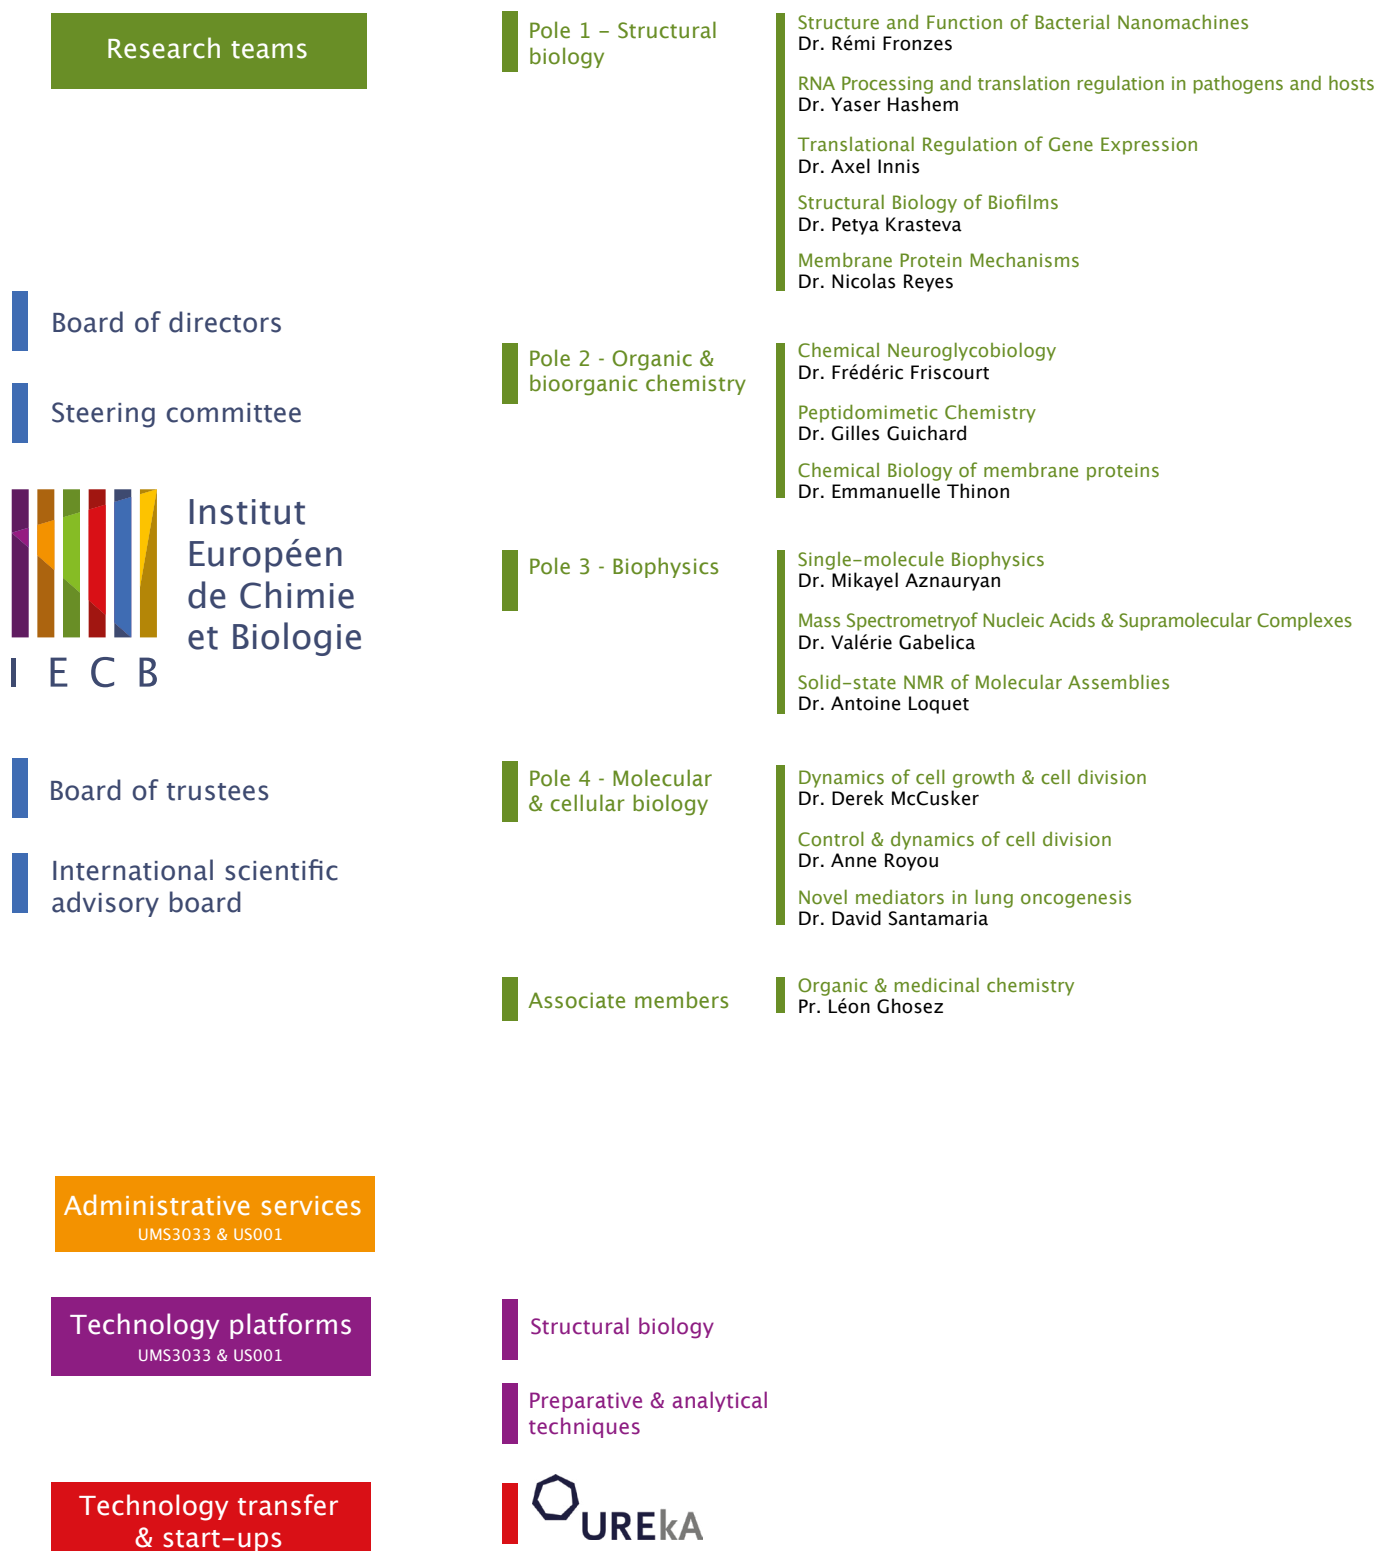 Research teams
Pole 1 – Structural
biology
Structure and Function of Bacterial Nanomachines
Dr. Rémi Fronzes
RNA Processing and translation regulation in pathogens and hosts
Dr. Yaser Hashem
Translational Regulation of Gene Expression
Dr. Axel Innis
Structural Biology of Biofilms
Dr. Petya Krasteva
Membrane Protein Mechanisms
Dr. Nicolas Reyes
Board of directors
Steering committee
Pole 2 - Organic &
bioorganic chemistry
Chemical Neuroglycobiology
Dr. Frédéric Friscourt
Peptidomimetic Chemistry
Dr. Gilles Guichard
Chemical Biology of membrane proteins
Dr. Emmanuelle Thinon
Institut
Européen
de Chimie
et Biologie
I E C B
Pole 3 - Biophysics
Single-molecule Biophysics
Dr. Mikayel Aznauryan
Mass Spectrometryof Nucleic Acids & Supramolecular Complexes
Dr. Valérie Gabelica
Solid-state NMR of Molecular Assemblies
Dr. Antoine Loquet
Board of trustees
International scientific
advisory board
Pole 4 - Molecular
& cellular biology
Dynamics of cell growth & cell division
Dr. Derek McCusker
Control & dynamics of cell division
Dr. Anne Royou
Novel mediators in lung oncogenesis
Dr. David Santamaria
Associate members
Organic & medicinal chemistry
Pr. Léon Ghosez
Administrative services
UMS3033 & US001
Technology platforms
UMS3033 & US001
Structural biology
Preparative & analytical
techniques
Technology transfer
& start-ups
UREkA